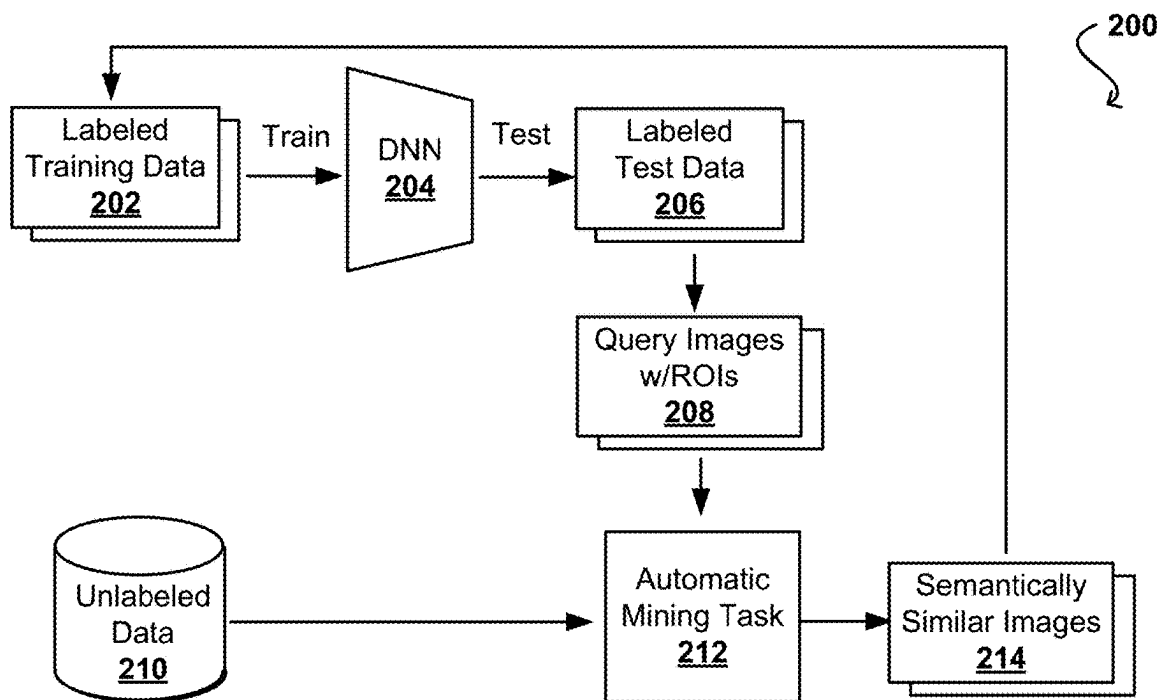 200
Labeled
Training Data
202
Train
DNN
204
Test
Labeled
Test Data
206
Query Images
w/ROIs
208
Unlabeled
Data
210
Automatic
Mining Task
212
Semantically
Similar Images
214